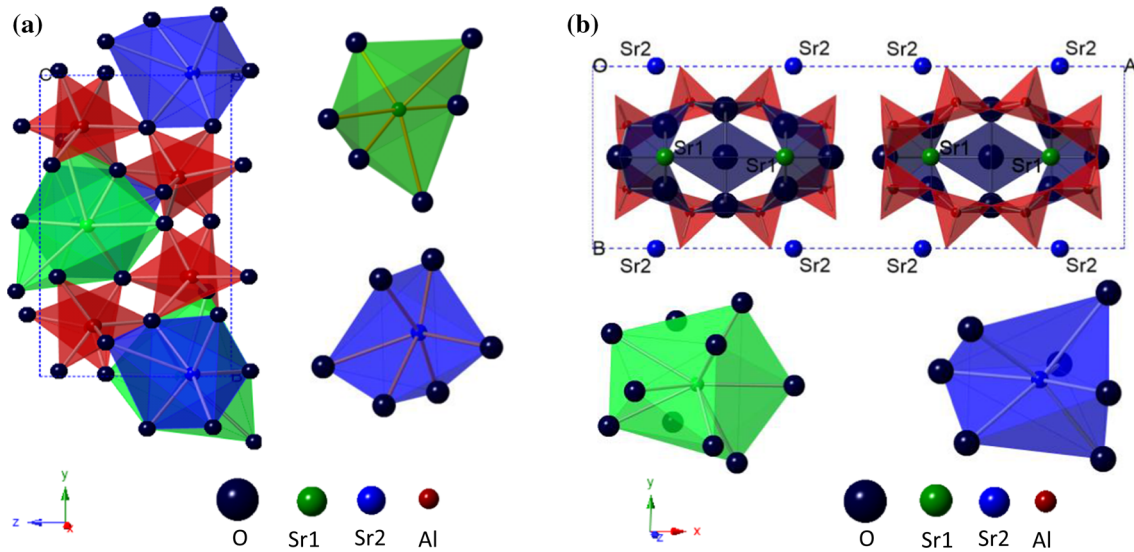 (a)
O
y
z
x
O
Sr1
Sr2
Al
(b)
Sr2 Sr2 Sr2 Sr2
O A
Sr1 Sr1 Sr1 Sr1
B
Sr2 Sr2 Sr2 Sr2
y
z
x
O
Sr1
Sr2
Al